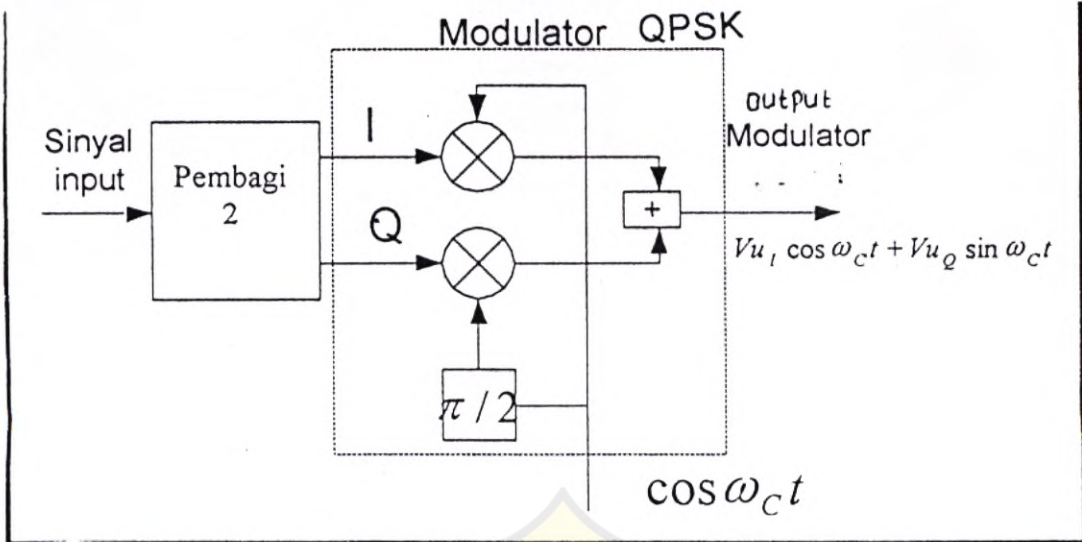 Modulator QPSK
Sinyal
input
Pembagi
2
I
Q
π / 2
+
output
Modulator
Vu_I cos ω_C t + Vu_Q sin ω_C t
cos ω_C t